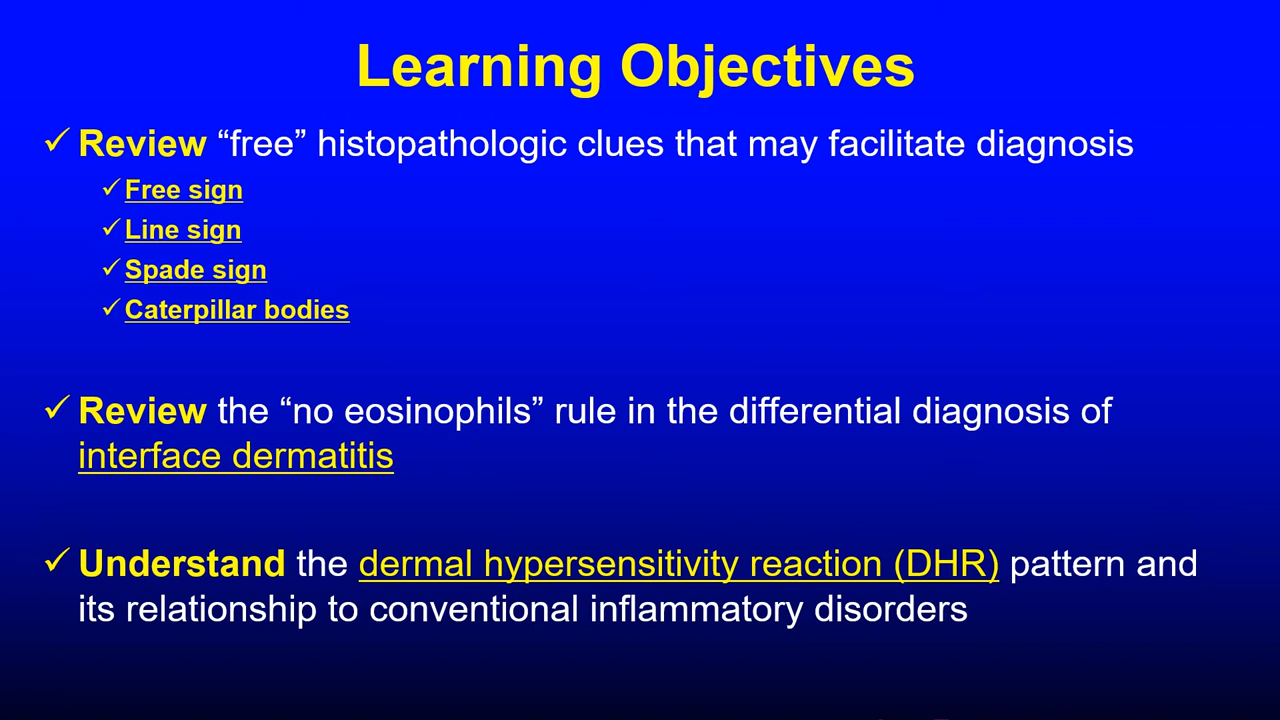 Learning Objectives
✓ Review “free” histopathologic clues that may facilitate diagnosis
✓ Free sign
✓ Line sign
✓ Spade sign
✓ Caterpillar bodies
✓ Review the “no eosinophils” rule in the differential diagnosis of
interface dermatitis
✓ Understand the dermal hypersensitivity reaction (DHR) pattern and
its relationship to conventional inflammatory disorders